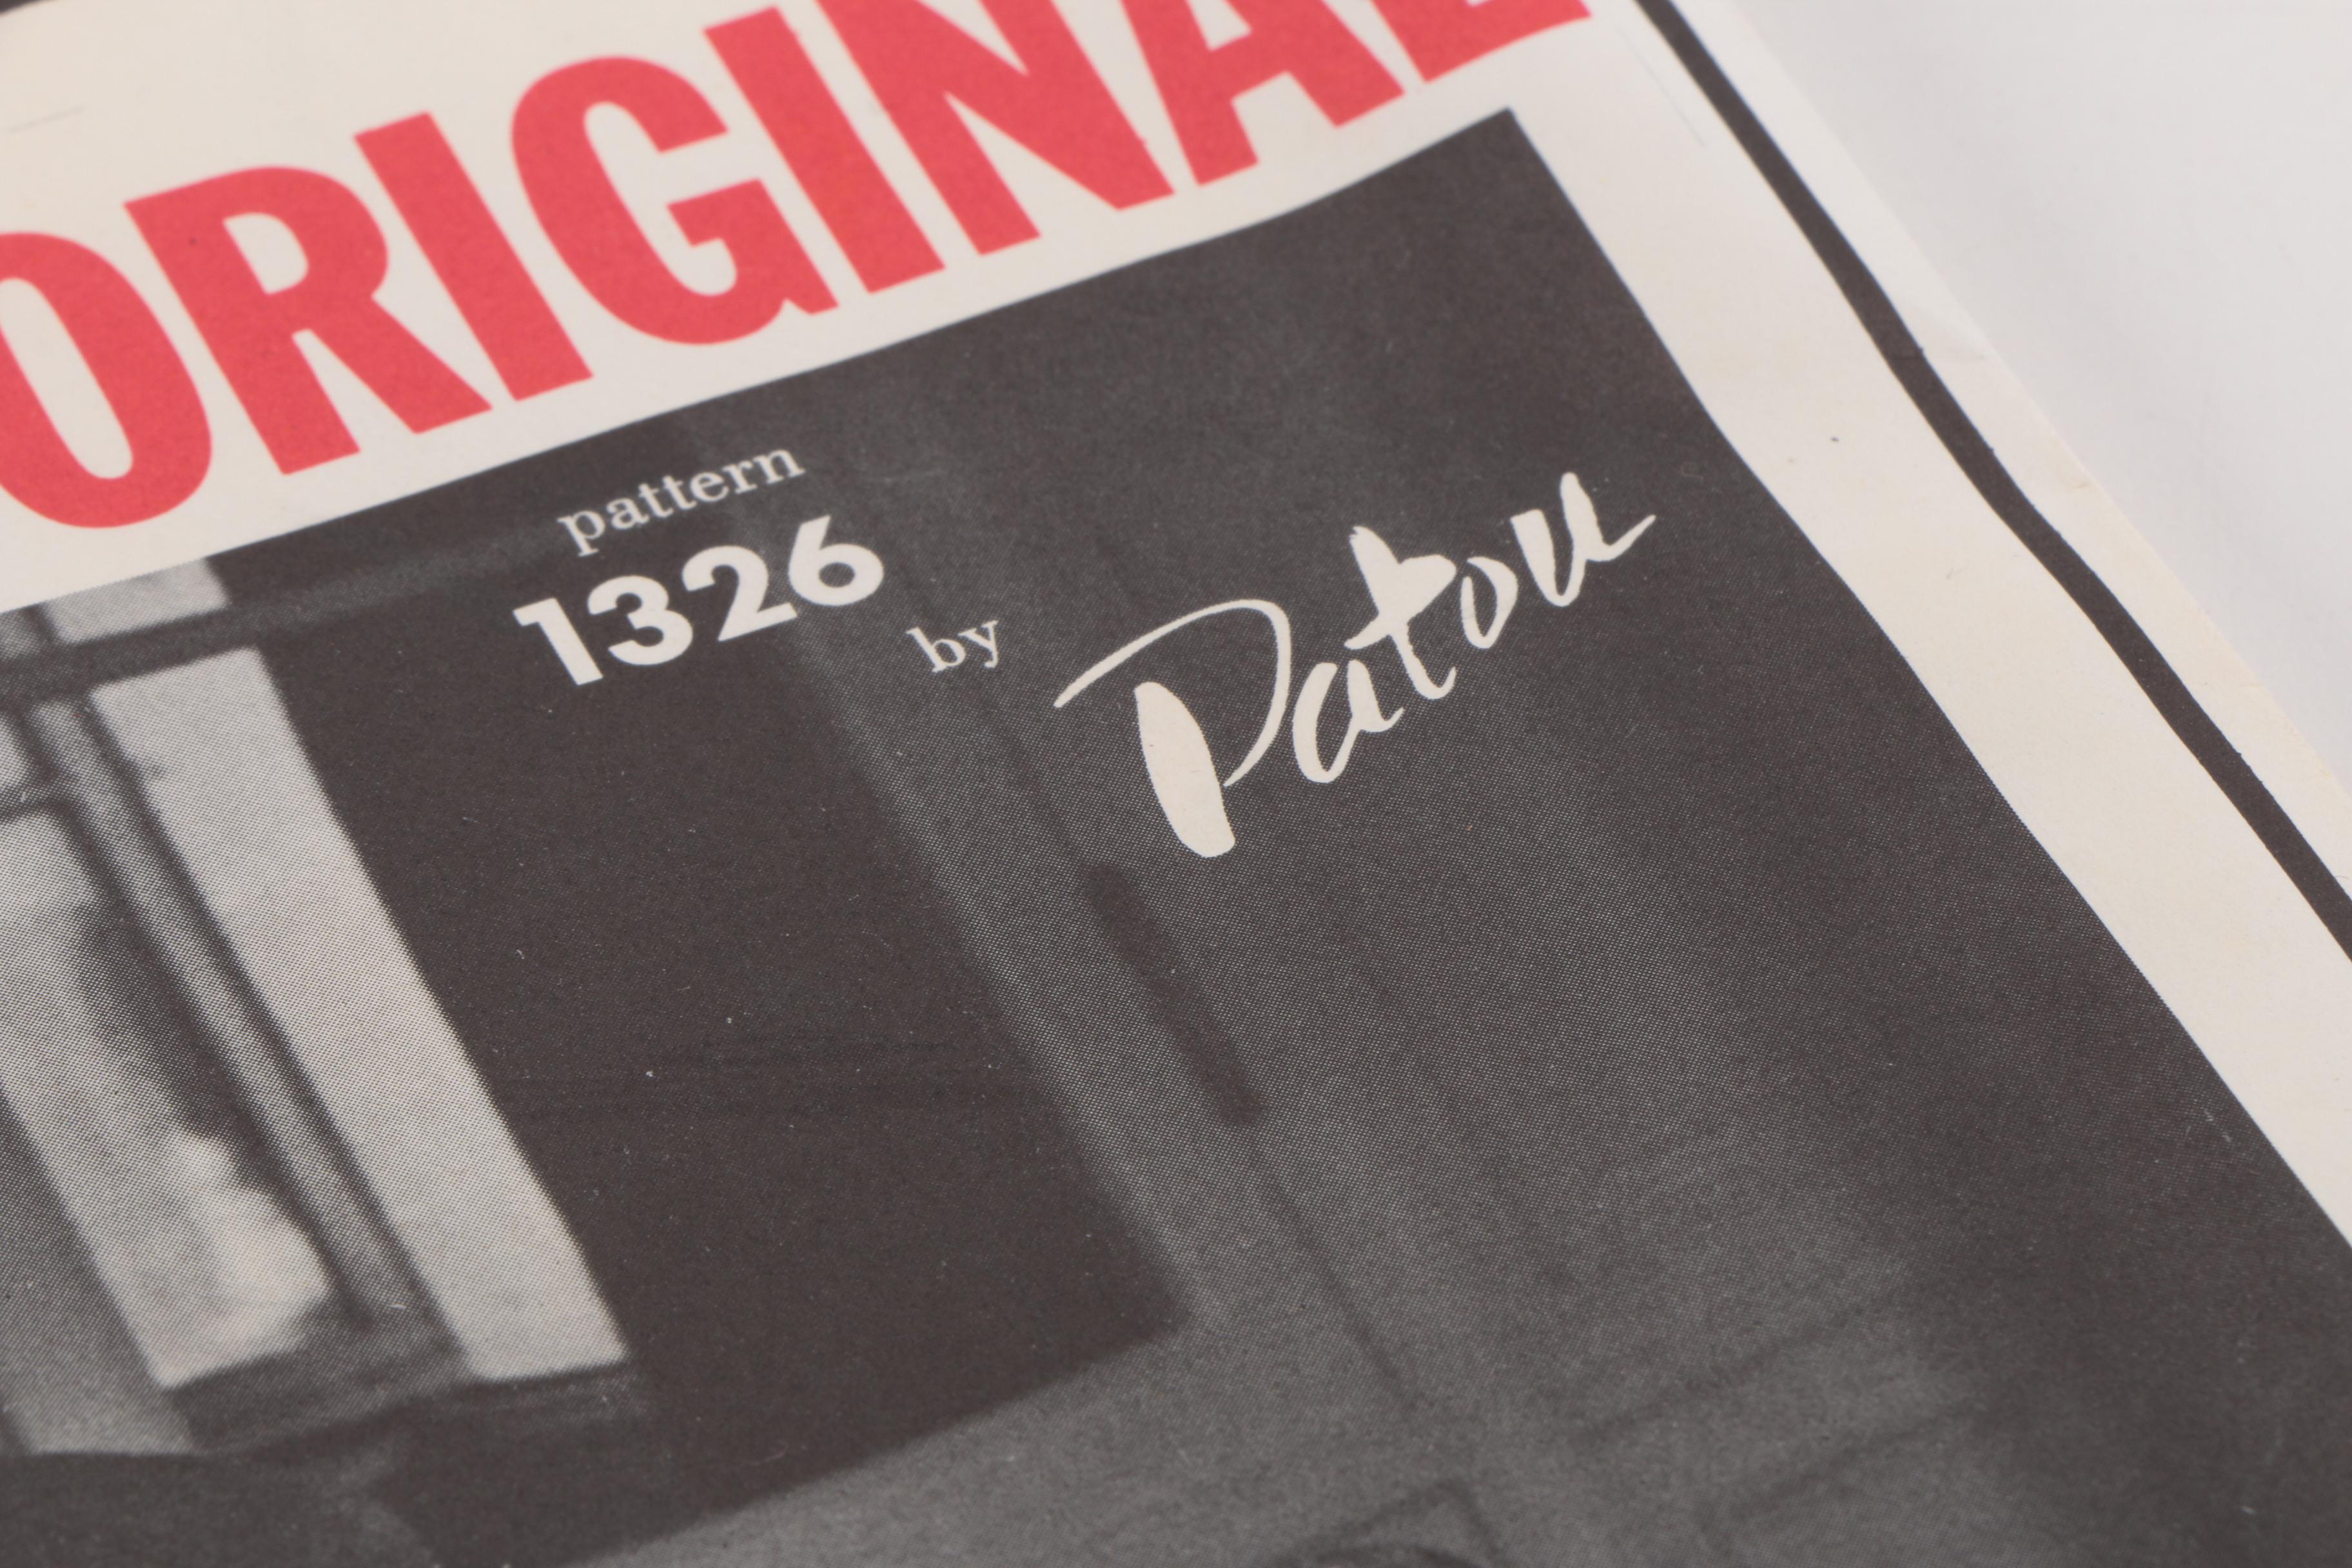 ORIGINAL
pattern
1326
by Patou